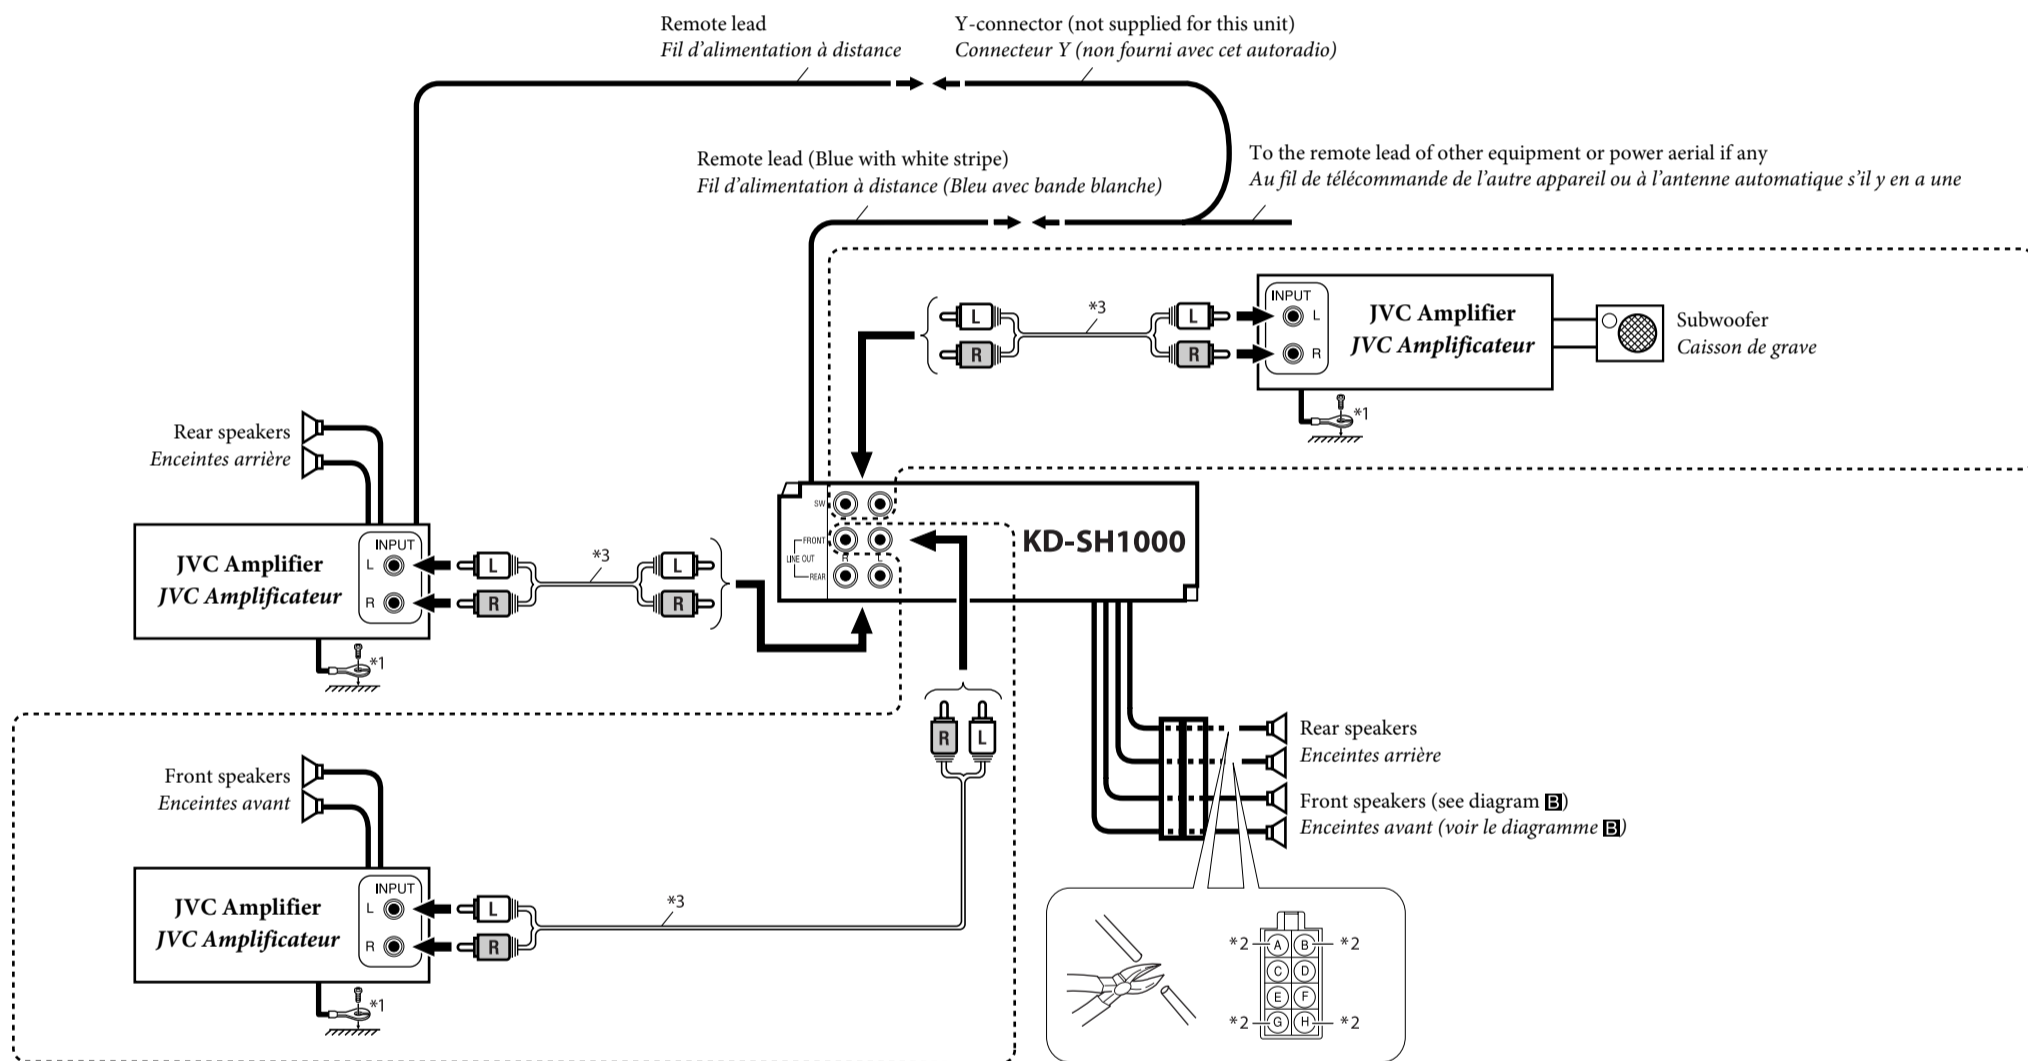 Remote lead
Fil d'alimentation à distance
Y-connector (not supplied for this unit)
Connecteur Y (non fourni avec cet autoradio)
Remote lead (Blue with white stripe)
Fil d'alimentation à distance (Bleu avec bande blanche)
To the remote lead of other equipment or power aerial if any
Au fil de télécommande de l'autre appareil ou à l'antenne automatique s'il y en a une
L
R
*3
L
R
INPUT
L
R
JVC Amplifier
JVC Amplificateur
Subwoofer
Caisson de grave
*1
Rear speakers
Enceintes arrière
JVC Amplifier
JVC Amplificateur
INPUT
L
R
L
R
*3
L
R
*1
SW
FRONT
LINE OUT
R
L
REAR
KD-SH1000
R
L
Rear speakers
Enceintes arrière
Front speakers (see diagram B)
Enceintes avant (voir le diagramme B)
Front speakers
Enceintes avant
JVC Amplifier
JVC Amplificateur
INPUT
L
R
L
R
*3
*1
*2 A B *2
C D
E F
*2 G H *2